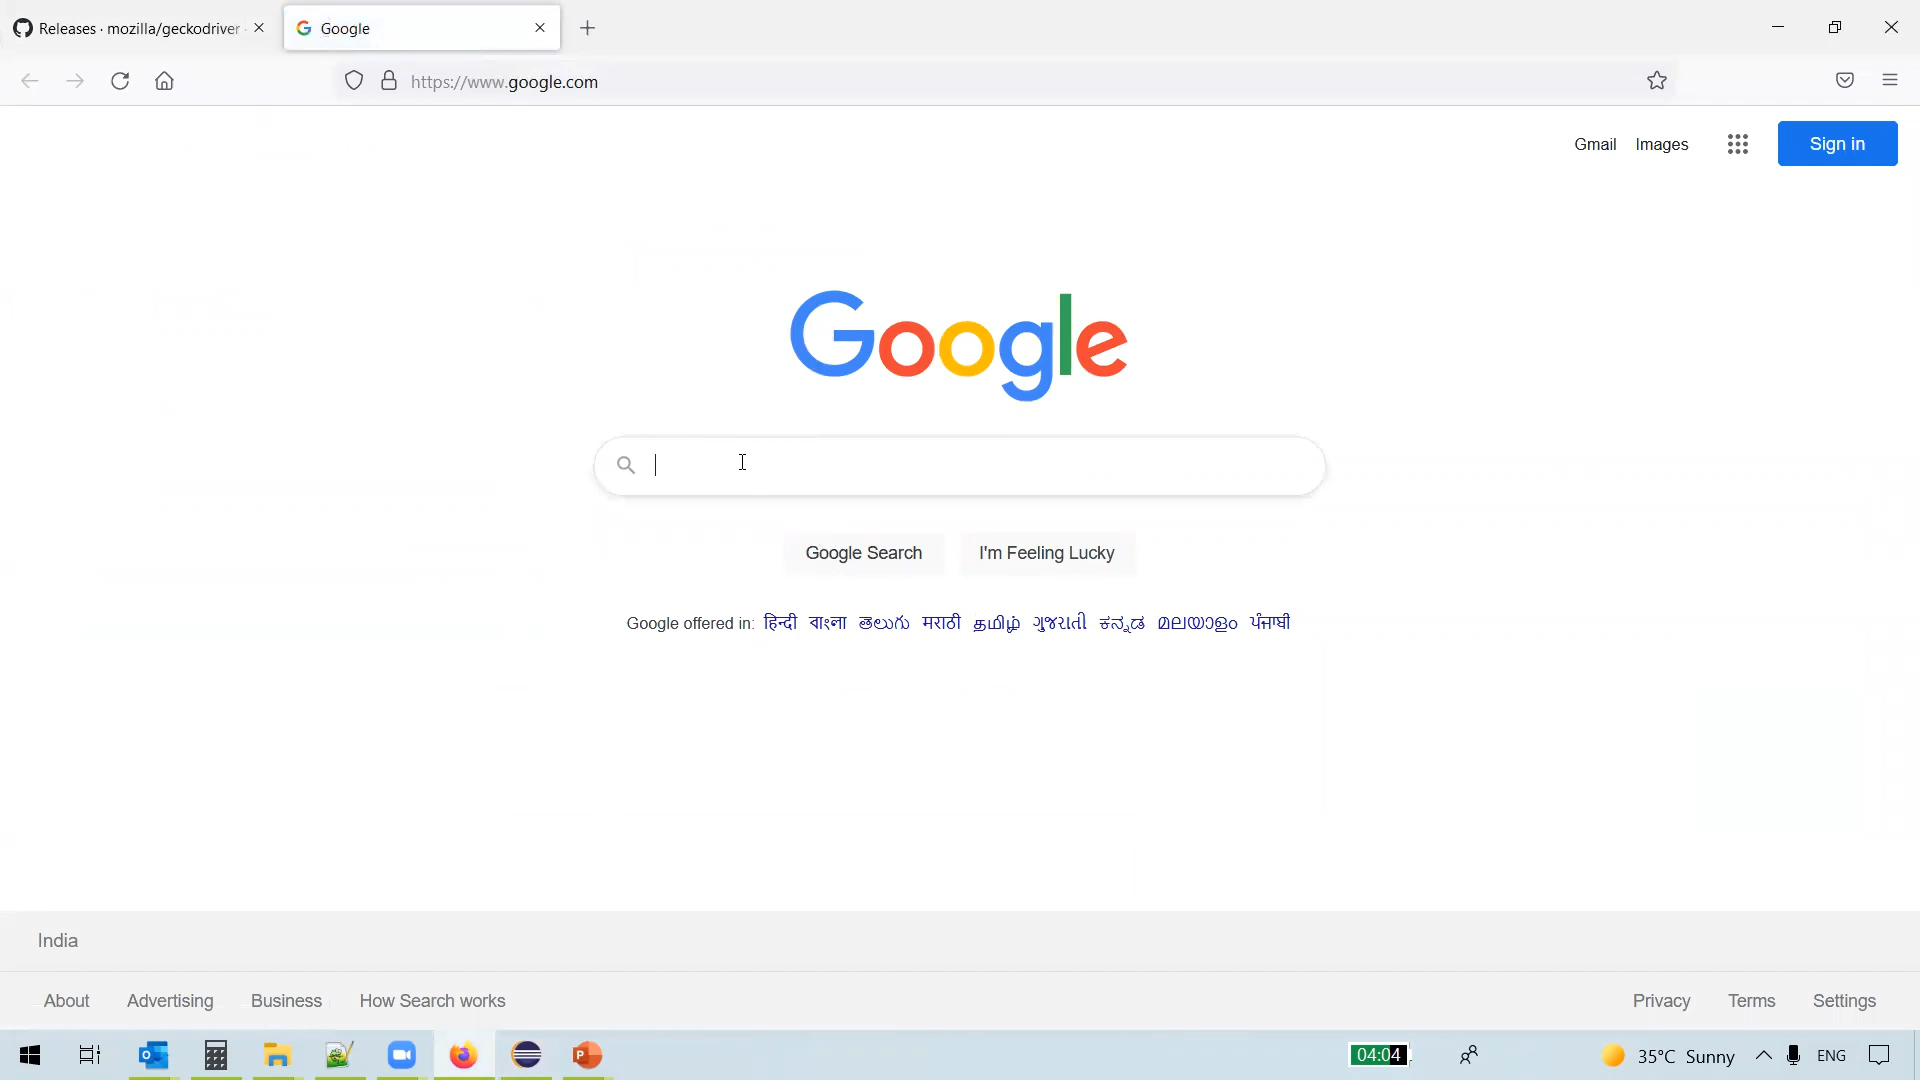 Releases · mozilla/geckodriver
Google
https://www.google.com
Gmail Images Sign in
Google
Google Search I'm Feeling Lucky
Google offered in: हिन्दी বাংলা తెలుగు मराठी தமிழ் ગુજરાતી ಕನ್ನಡ മലയാളം ਪੰਜਾਬੀ
India
About Advertising Business How Search works Privacy Terms Settings
04:04 35°C Sunny ENG